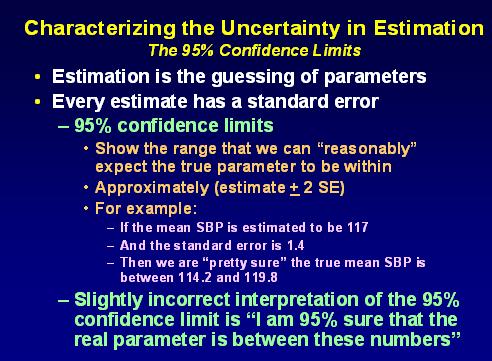 Characterizing the Uncertainty in Estimation
The 95% Confidence Limits
• Estimation is the guessing of parameters
• Every estimate has a standard error
– 95% confidence limits
• Show the range that we can “reasonably”
expect the true parameter to be within
• Approximately (estimate ± 2 SE)
• For example:
– If the mean SBP is estimated to be 117
– And the standard error is 1.4
– Then we are “pretty sure” the true mean SBP is
between 114.2 and 119.8
– Slightly incorrect interpretation of the 95%
confidence limit is “I am 95% sure that the
real parameter is between these numbers”